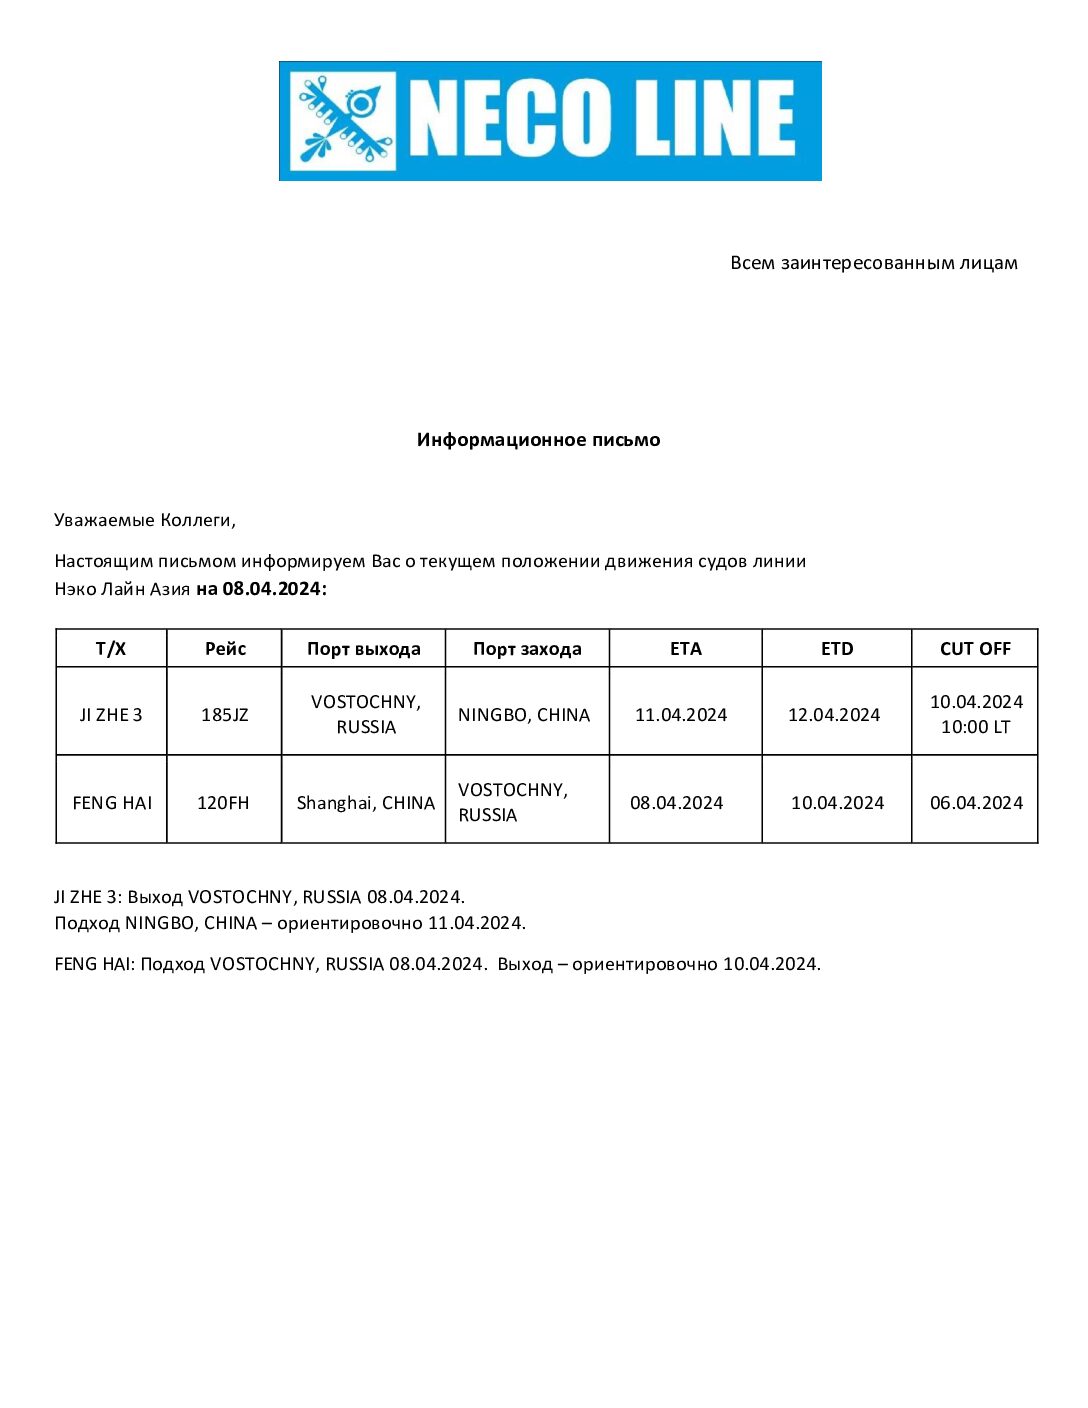 NECO LINE
Всем заинтересованным лицам
Информационное письмо
Уважаемые Коллеги,
Настоящим письмом информируем Вас о текущем положении движения судов линии
Нэко Лайн Азия на 08.04.2024:
Т/Х Рейс Порт выхода Порт захода ETA ETD CUT OFF
JI ZHE 3 185JZ VOSTOCHNY, RUSSIA NINGBO, CHINA 11.04.2024 12.04.2024 10.04.2024 10:00 LT
FENG HAI 120FH Shanghai, CHINA VOSTOCHNY, RUSSIA 08.04.2024 10.04.2024 06.04.2024
JI ZHE 3: Выход VOSTOCHNY, RUSSIA 08.04.2024.
Подход NINGBO, CHINA – ориентировочно 11.04.2024.
FENG HAI: Подход VOSTOCHNY, RUSSIA 08.04.2024. Выход – ориентировочно 10.04.2024.